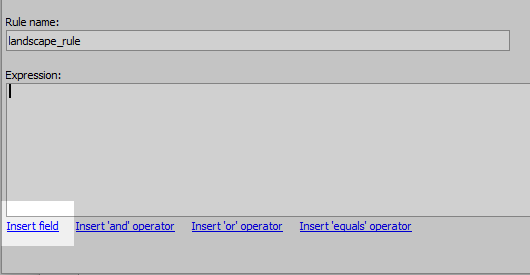 Rule name:
landscape_rule
Expression:
Insert field Insert 'and' operator Insert 'or' operator Insert 'equals' operator